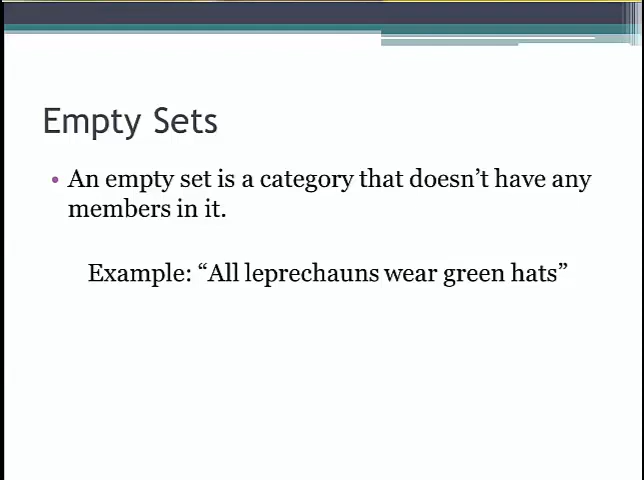 Empty Sets
• An empty set is a category that doesn’t have any
members in it.
Example: “All leprechauns wear green hats”